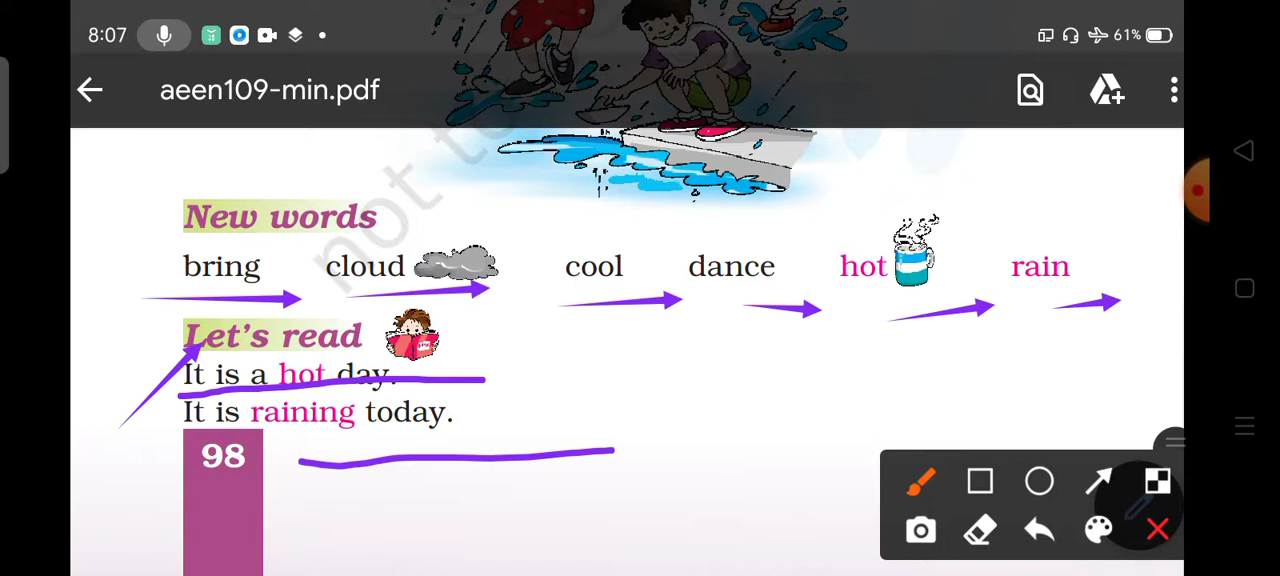 8:07
61%
aeen109-min.pdf
not t
New words
bring cloud cool dance hot rain
Let's read
It is a hot day.
It is raining today.
98